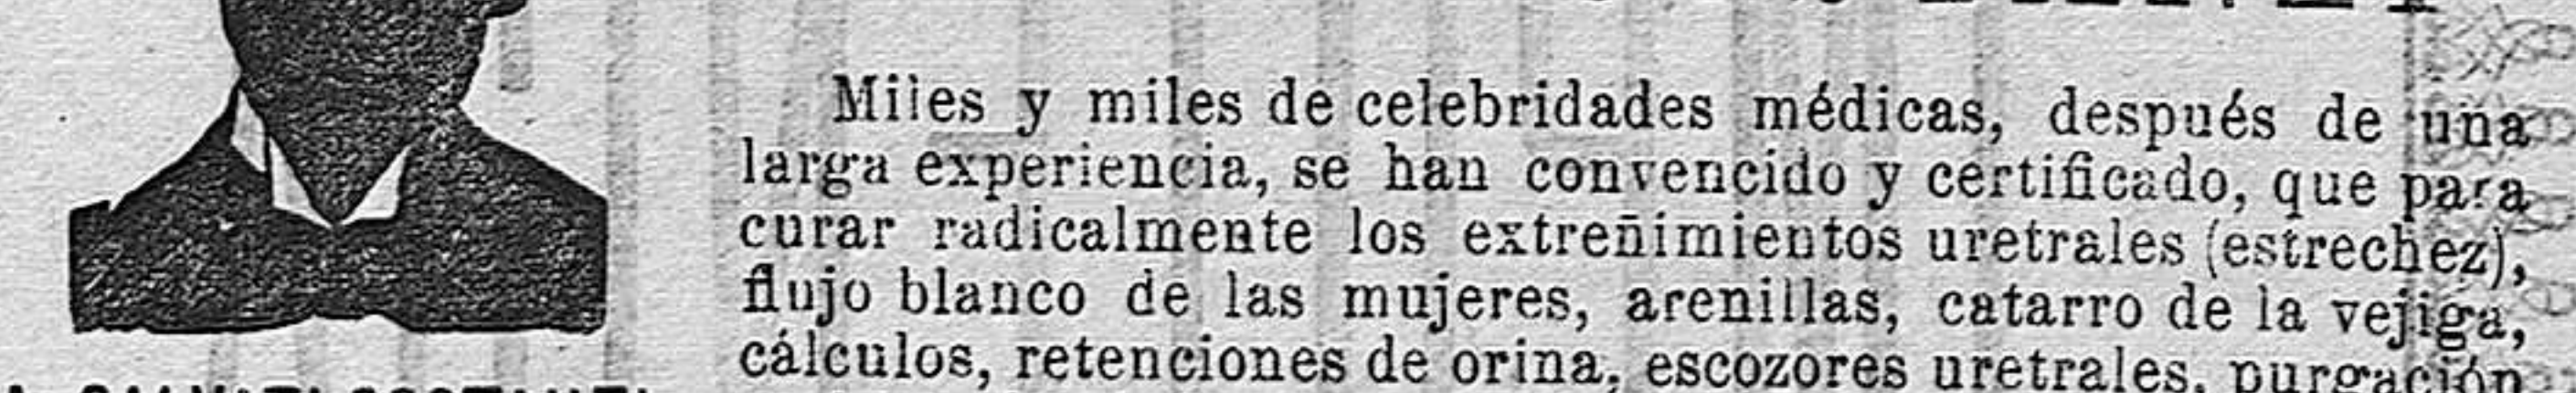 Miles y miles de celebridades médicas, después de una
larga experiencia, se han convencido y certificado, que para
curar radicalmente los extreñimientos uretrales (estrechez),
flujo blanco de las mujeres, arenillas, catarro de la vejiga,
cálculos, retenciones de orina, escozores uretrales, purgación